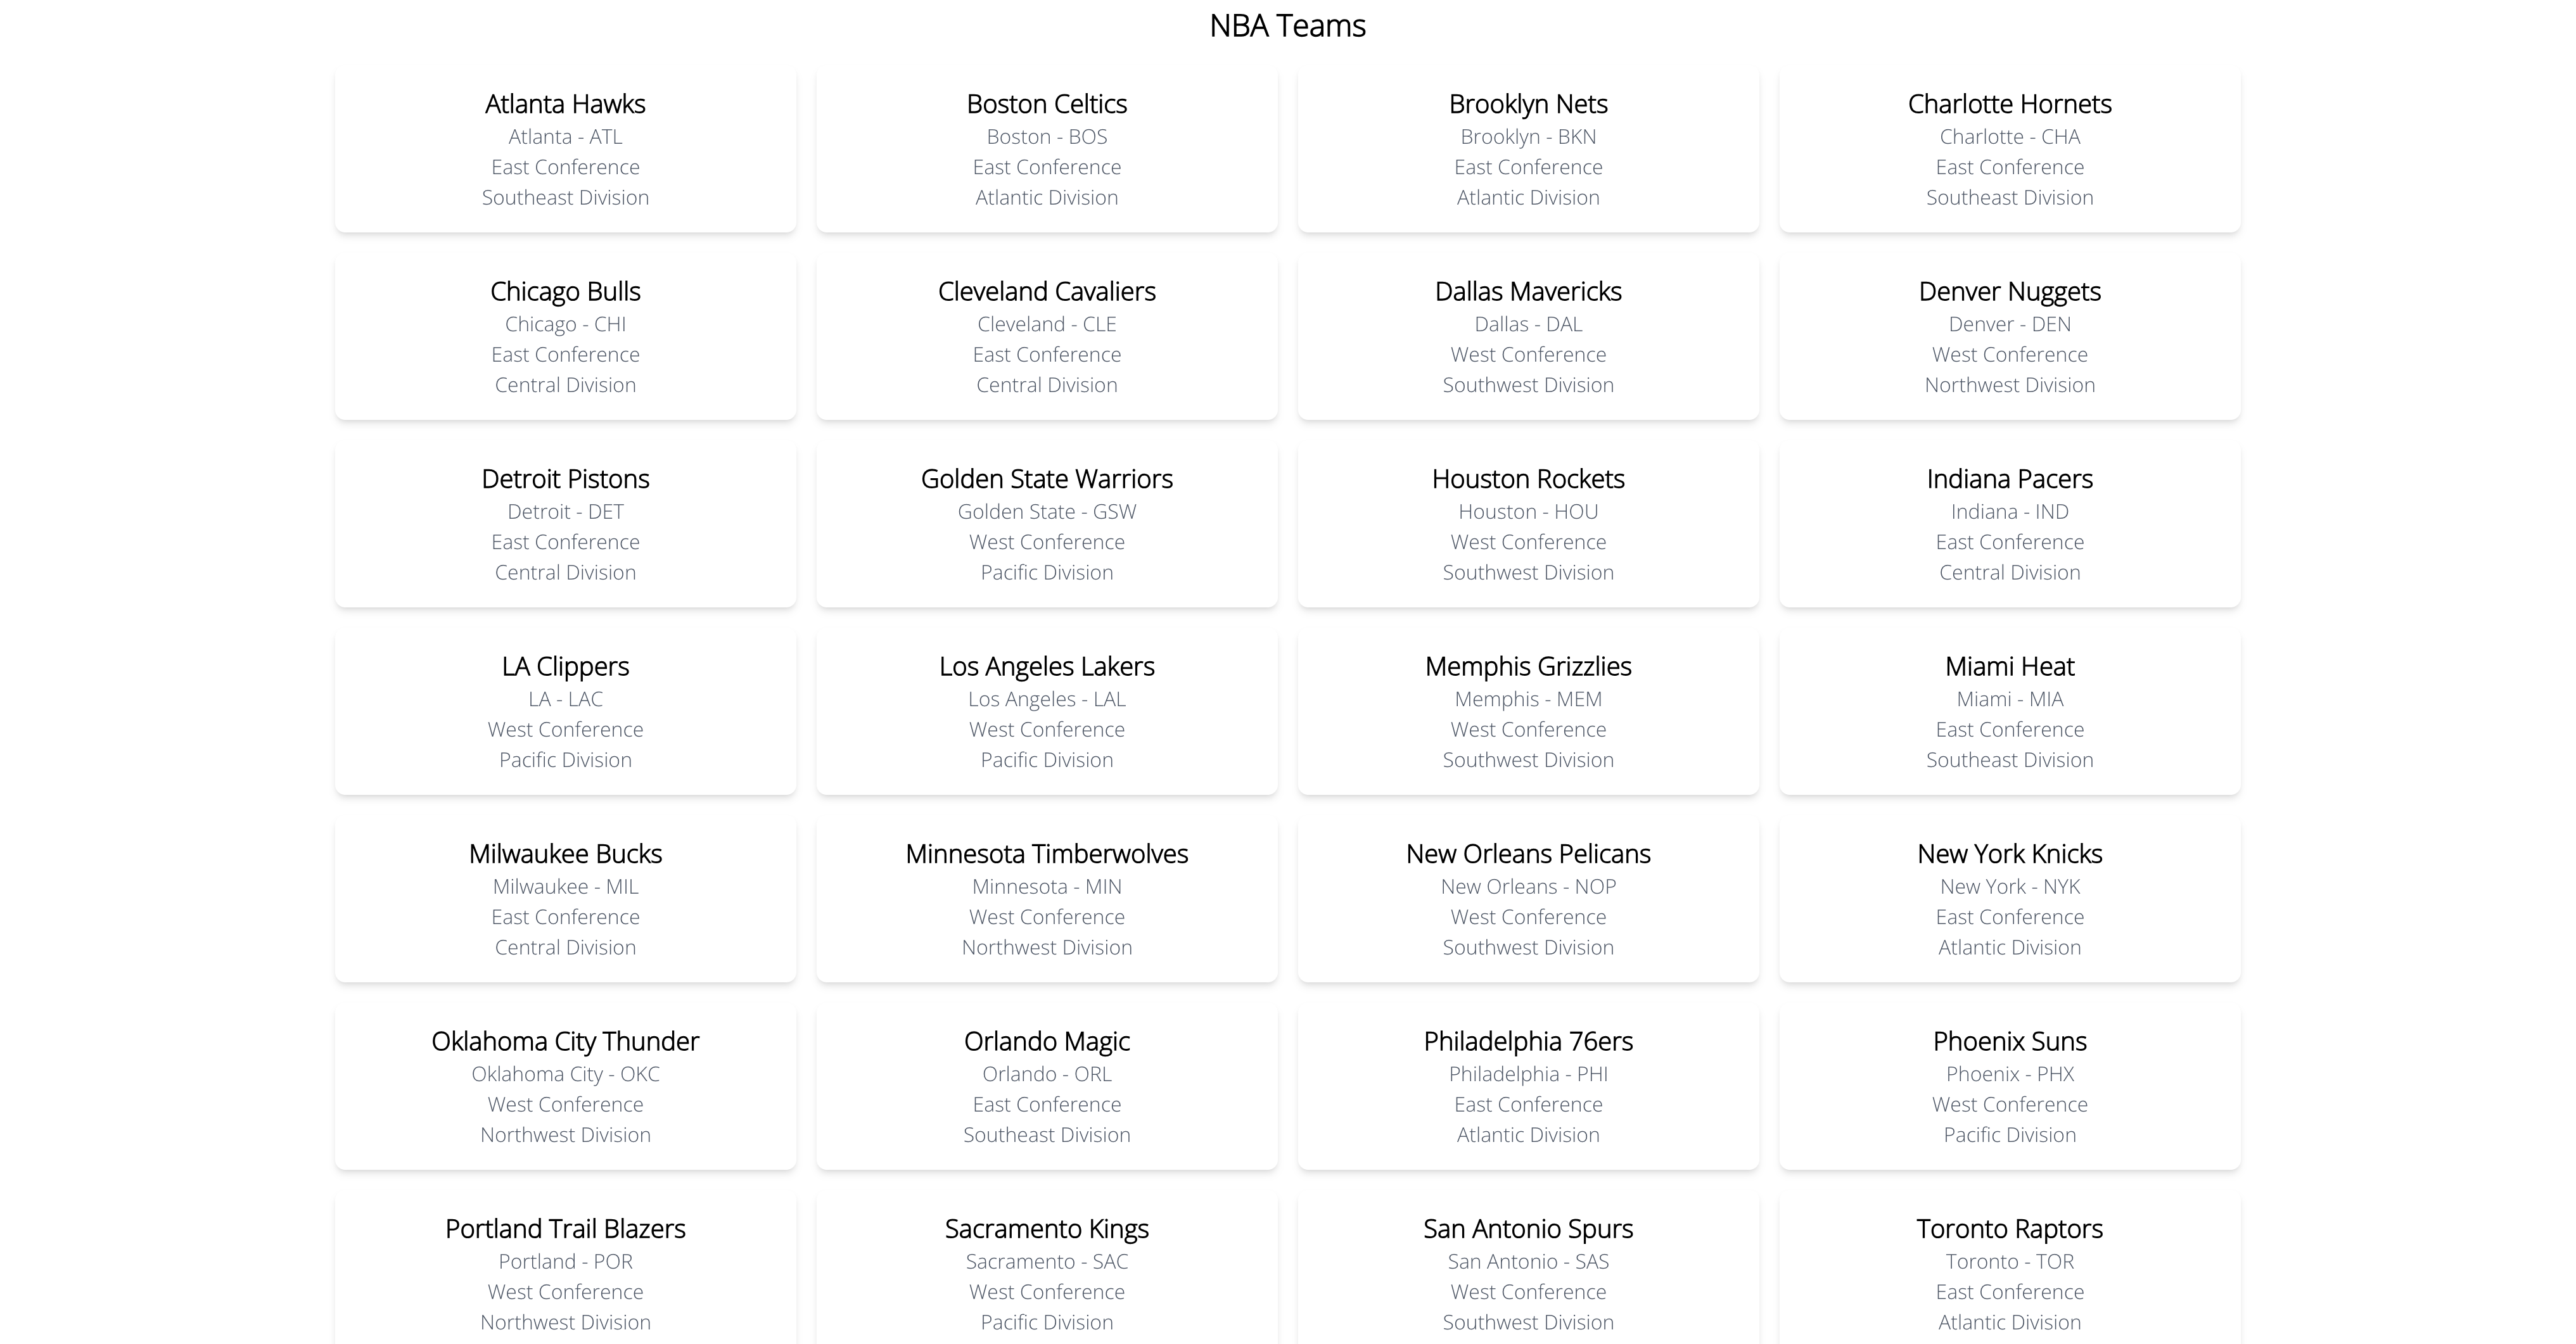 NBA Teams
Atlanta Hawks
Atlanta - ATL
East Conference
Southeast Division
Boston Celtics
Boston - BOS
East Conference
Atlantic Division
Brooklyn Nets
Brooklyn - BKN
East Conference
Atlantic Division
Charlotte Hornets
Charlotte - CHA
East Conference
Southeast Division
Chicago Bulls
Chicago - CHI
East Conference
Central Division
Cleveland Cavaliers
Cleveland - CLE
East Conference
Central Division
Dallas Mavericks
Dallas - DAL
West Conference
Southwest Division
Denver Nuggets
Denver - DEN
West Conference
Northwest Division
Detroit Pistons
Detroit - DET
East Conference
Central Division
Golden State Warriors
Golden State - GSW
West Conference
Pacific Division
Houston Rockets
Houston - HOU
West Conference
Southwest Division
Indiana Pacers
Indiana - IND
East Conference
Central Division
LA Clippers
LA - LAC
West Conference
Pacific Division
Los Angeles Lakers
Los Angeles - LAL
West Conference
Pacific Division
Memphis Grizzlies
Memphis - MEM
West Conference
Southwest Division
Miami Heat
Miami - MIA
East Conference
Southeast Division
Milwaukee Bucks
Milwaukee - MIL
East Conference
Central Division
Minnesota Timberwolves
Minnesota - MIN
West Conference
Northwest Division
New Orleans Pelicans
New Orleans - NOP
West Conference
Southwest Division
New York Knicks
New York - NYK
East Conference
Atlantic Division
Oklahoma City Thunder
Oklahoma City - OKC
West Conference
Northwest Division
Orlando Magic
Orlando - ORL
East Conference
Southeast Division
Philadelphia 76ers
Philadelphia - PHI
East Conference
Atlantic Division
Phoenix Suns
Phoenix - PHX
West Conference
Pacific Division
Portland Trail Blazers
Portland - POR
West Conference
Northwest Division
Sacramento Kings
Sacramento - SAC
West Conference
Pacific Division
San Antonio Spurs
San Antonio - SAS
West Conference
Southwest Division
Toronto Raptors
Toronto - TOR
East Conference
Atlantic Division